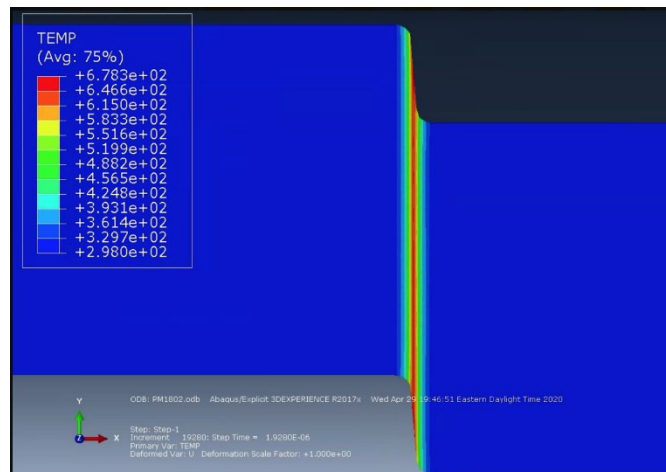 TEMP
(Avg: 75%)
+6.783e+02
+6.466e+02
+6.150e+02
+5.833e+02
+5.516e+02
+5.199e+02
+4.882e+02
+4.565e+02
+4.248e+02
+3.931e+02
+3.614e+02
+3.297e+02
+2.980e+02
Y
Z X
ODB: PM1802.odb Abaqus/Explicit 3DEXPERIENCE R2017x Wed Apr 29 19:46:51 Eastern Daylight Time 2020
Step: Step-1
Increment 19280: Step Time = 1.9280E-06
Primary Var: TEMP
Deformed Var: U Deformation Scale Factor: +1.000e+00